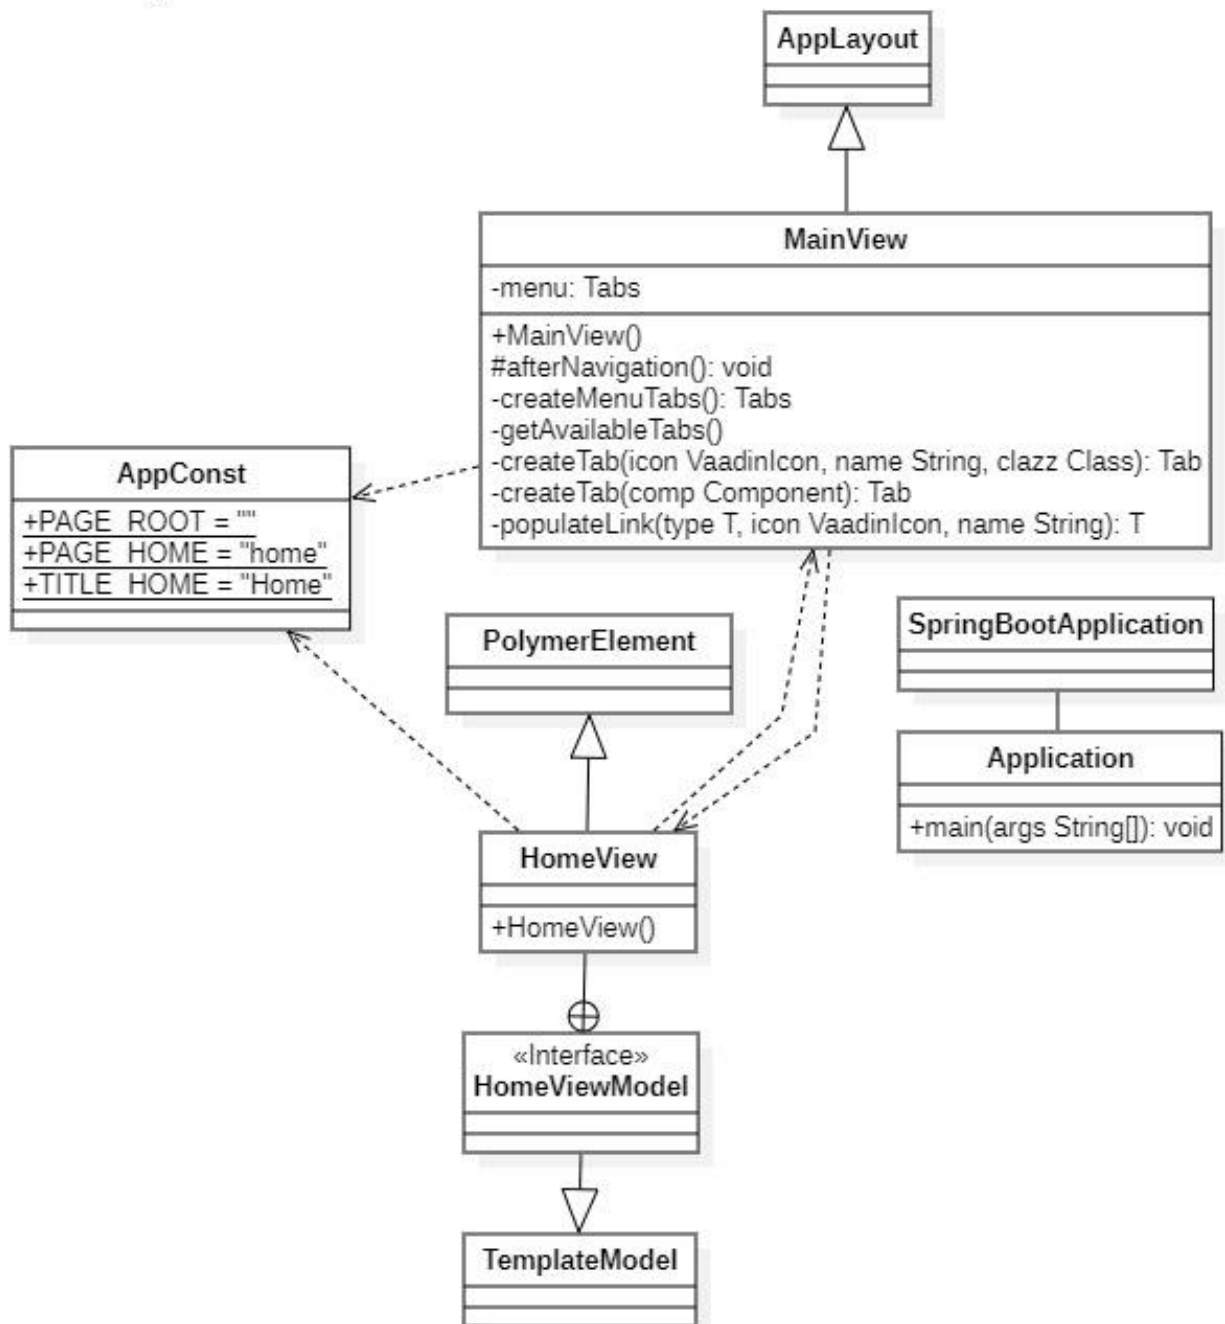 AppLayout
MainView
-menu: Tabs
+MainView()
#afterNavigation(): void
-createMenuTabs(): Tabs
-getAvailableTabs()
-createTab(icon VaadinIcon, name String, clazz Class): Tab
-createTab(comp Component): Tab
-populateLink(type T, icon VaadinIcon, name String): T
AppConst
+PAGE_ROOT = ""
+PAGE_HOME = "home"
+TITLE_HOME = "Home"
PolymerElement
SpringBootApplication
Application
+main(args String[]): void
HomeView
+HomeView()
«Interface»
HomeViewModel
TemplateModel